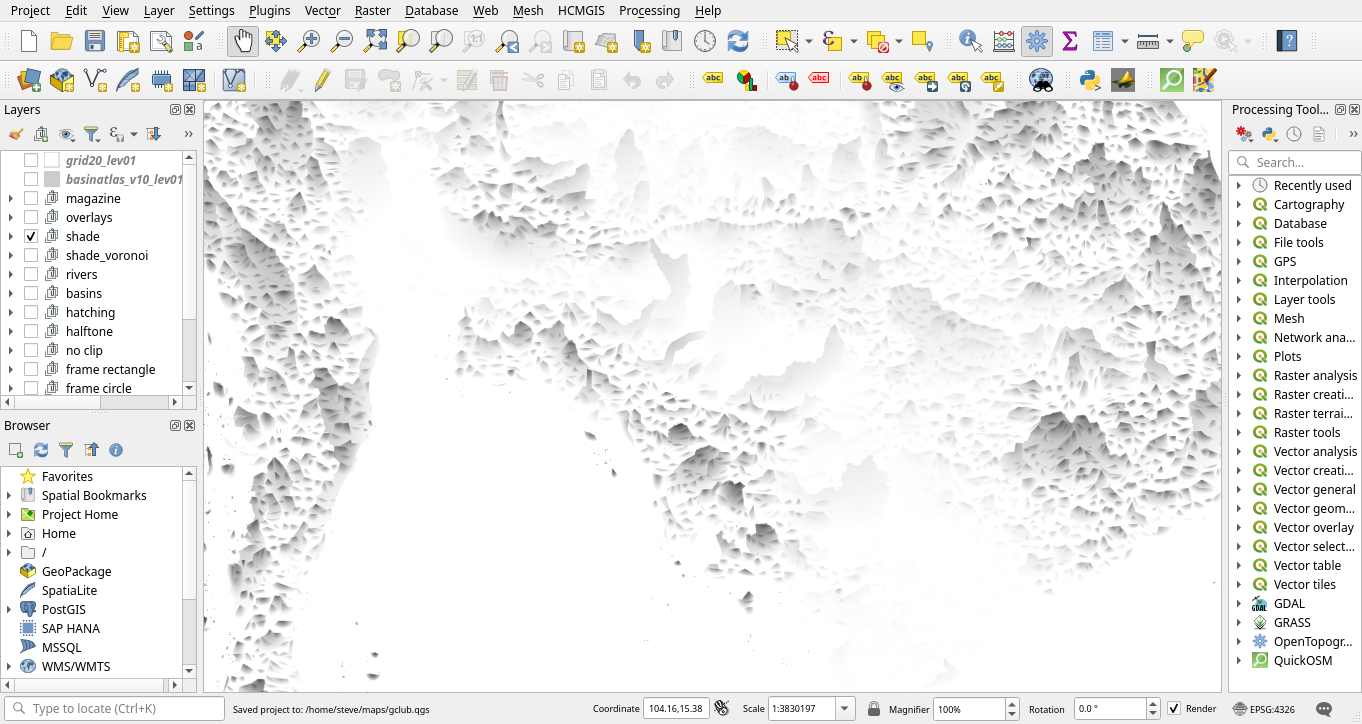 Project Edit View Layer Settings Plugins Vector Raster Database Web Mesh HCMGIS Processing Help
1:1
abc ab ab abc ab ab abc abc abc
Layers
grid20_lev01
basinatlas_v10_lev01
magazine
overlays
shade
shade_voronoi
rivers
basins
hatching
halftone
no clip
frame rectangle
frame circle
Browser
Favorites
Spatial Bookmarks
Project Home
Home
/
GeoPackage
SpatiaLite
PostGIS
SAP HANA
MSSQL
WMS/WMTS
Processing Tool...
Search...
Recently used
Cartography
Database
File tools
GPS
Interpolation
Layer tools
Mesh
Network ana...
Plots
Raster analysis
Raster creati...
Raster terrai...
Raster tools
Vector analysis
Vector creati...
Vector general
Vector geom...
Vector overlay
Vector select...
Vector table
Vector tiles
GDAL
GRASS
OpenTopogr...
QuickOSM
Type to locate (Ctrl+K) Saved project to: /home/steve/maps/gclub.qgs Coordinate 104.16,15.38 Scale 1:3830197 Magnifier 100% Rotation 0.0 ° Render EPSG:4326